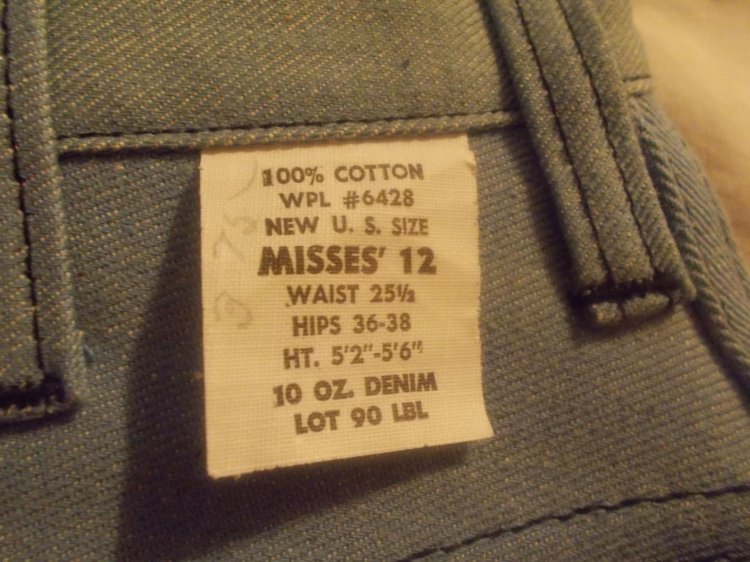 100% COTTON
WPL #6428
NEW U. S. SIZE
MISSES' 12
WAIST 25½
HIPS 36-38
HT. 5'2"-5'6"
10 OZ. DENIM
LOT 90 LBL